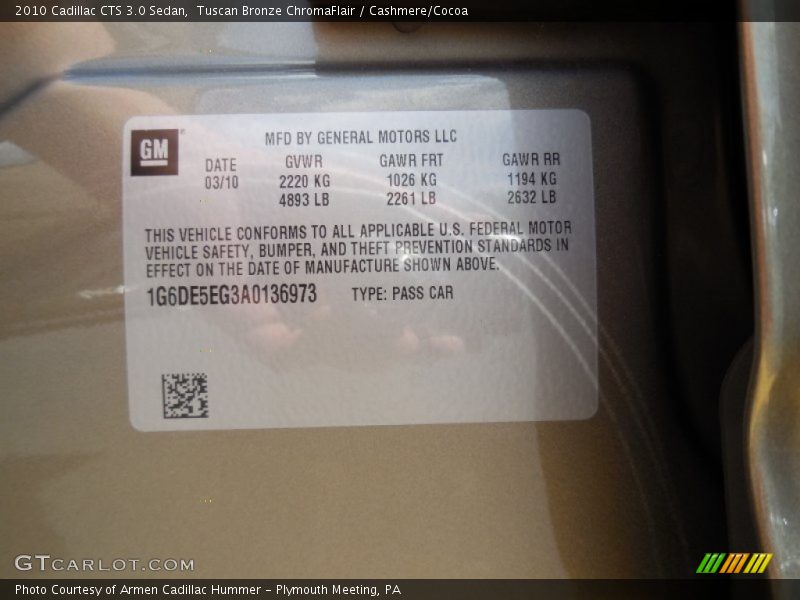 2010 Cadillac CTS 3.0 Sedan,  Tuscan Bronze ChromaFlair / Cashmere/Cocoa
GM
MFD BY GENERAL MOTORS LLC
DATE GVWR GAWR FRT GAWR RR
03/10 2220 KG 1026 KG 1194 KG
4893 LB 2261 LB 2632 LB
THIS VEHICLE CONFORMS TO ALL APPLICABLE U.S. FEDERAL MOTOR
VEHICLE SAFETY, BUMPER, AND THEFT PREVENTION STANDARDS IN
EFFECT ON THE DATE OF MANUFACTURE SHOWN ABOVE.
1G6DE5EG3A0136973 TYPE: PASS CAR
GTCARLOT.COM
Photo Courtesy of Armen Cadillac Hummer – Plymouth Meeting, PA